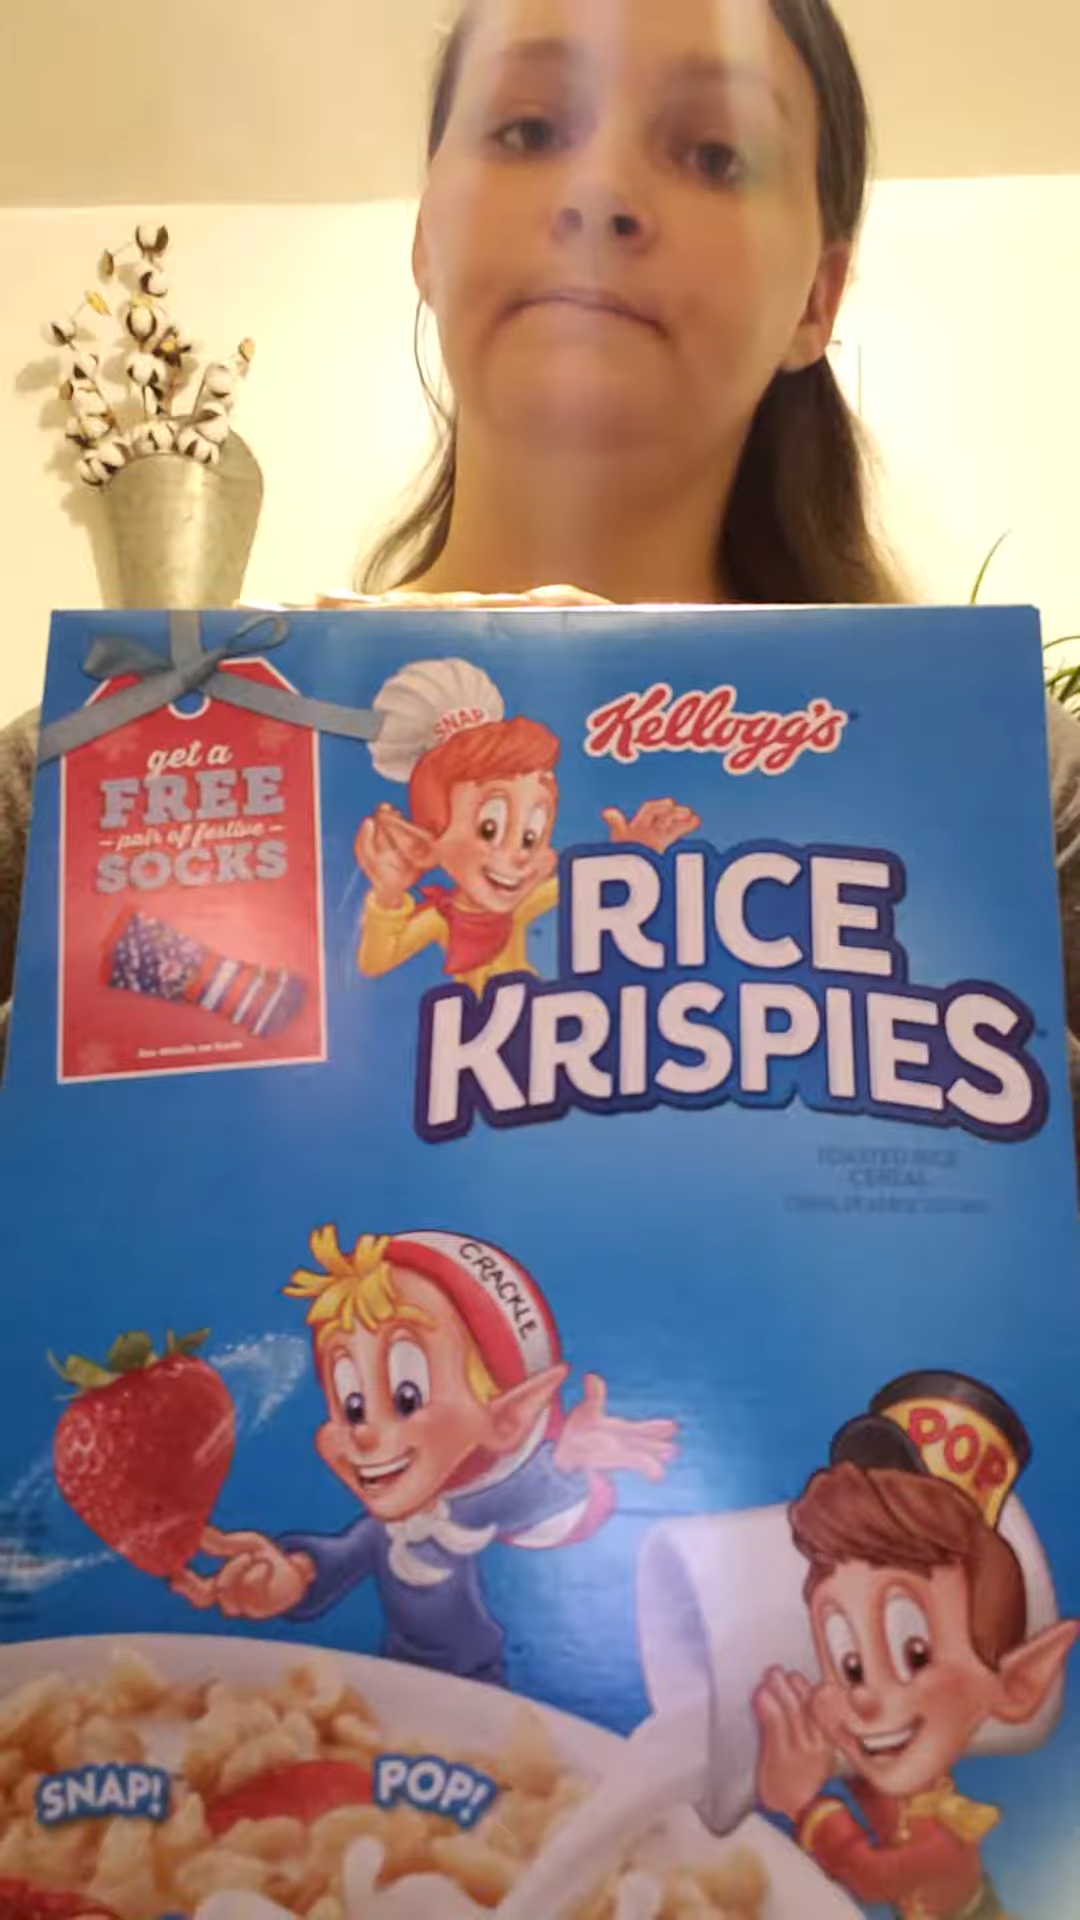 get a
FREE
- pair of festive -
SOCKS
SNAP
Kellogg's
RICE
KRISPIES
TOASTED RICE
CEREAL
CRACKLE
POP
SNAP!
POP!